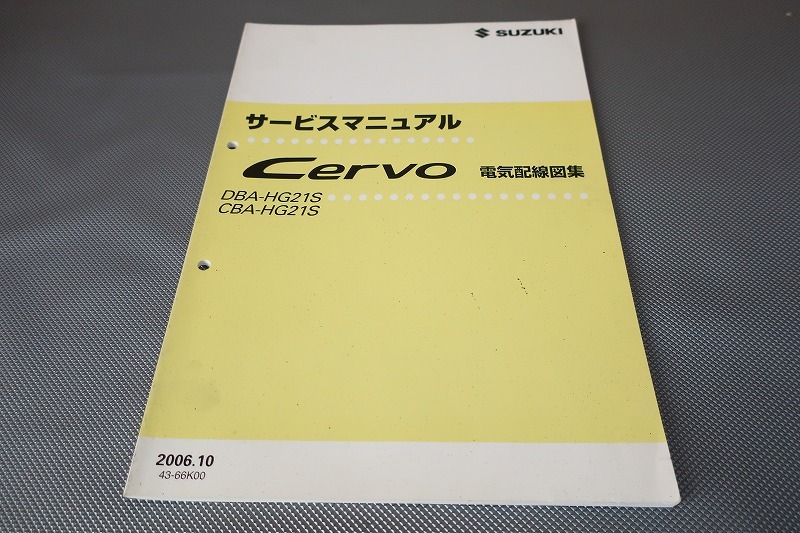 SUZUKI
サービスマニュアル
Cervo 電気配線図集
DBA-HG21S
CBA-HG21S
2006.10
43-66K00